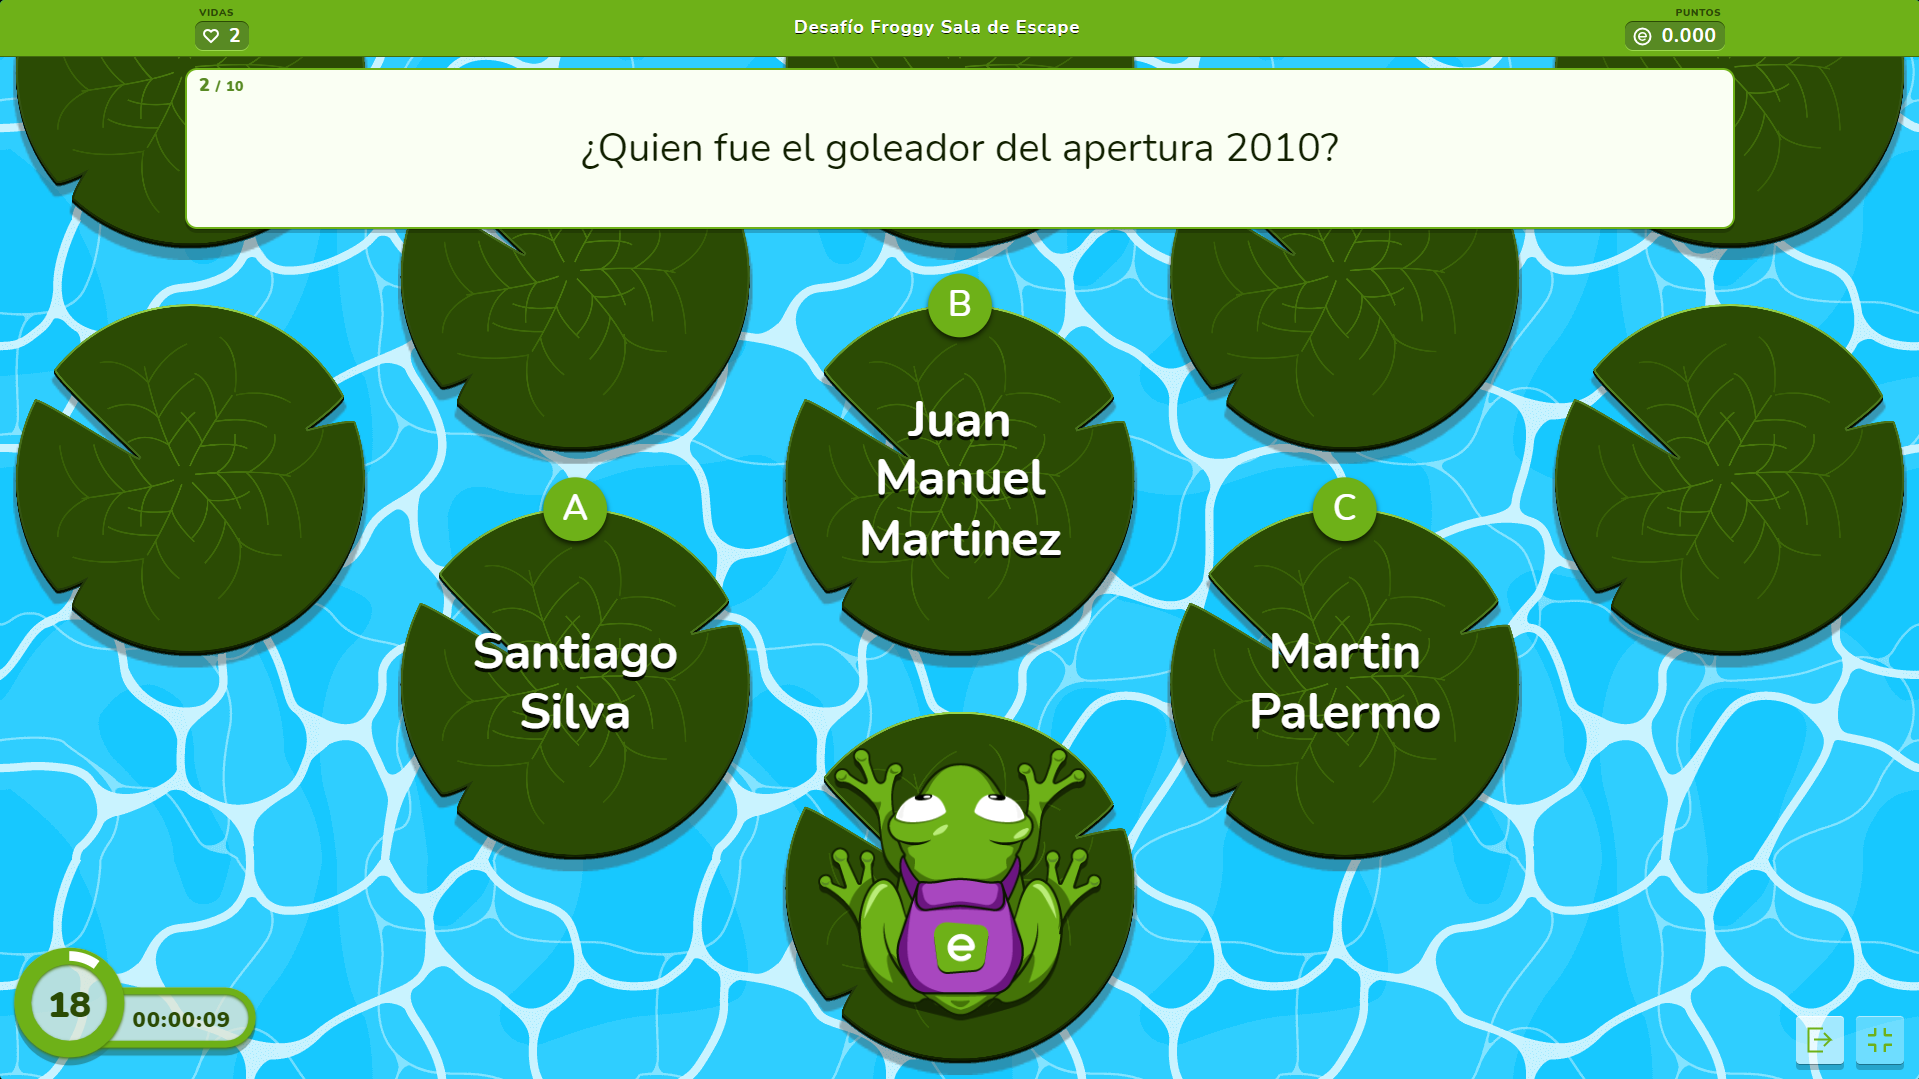 VIDAS
2
Desafío Froggy Sala de Escape
PUNTOS
0.000
2 / 10
¿Quien fue el goleador del apertura 2010?
B
Juan
Manuel
Martinez
A
Santiago
Silva
C
Martin
Palermo
e
18
00:00:09